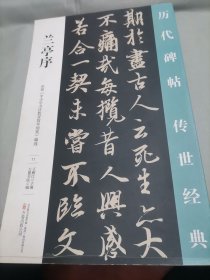 历代碑帖 传世经典
期於盡古人云死生亦大
不痛哉每攬昔人興感
若合一契未嘗不臨文
兰亭序